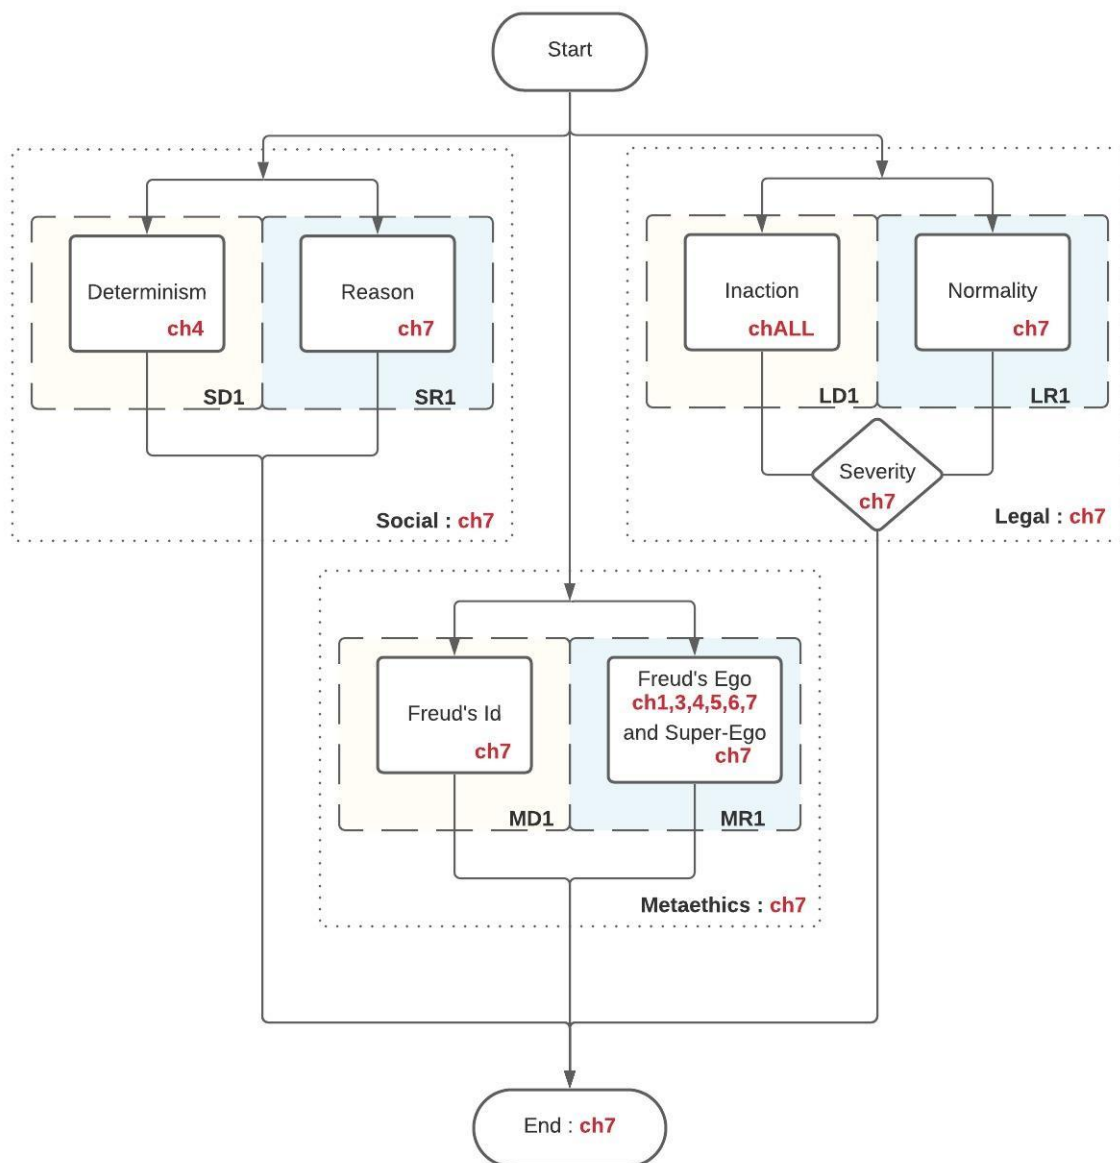 Start
Determinism
ch4
SD1
Reason
ch7
SR1
Social : ch7
Inaction
chALL
LD1
Normality
ch7
LR1
Severity
ch7
Legal : ch7
Freud's Id
ch7
MD1
Freud's Ego
ch1,3,4,5,6,7
and Super-Ego
ch7
MR1
Metaethics : ch7
End : ch7